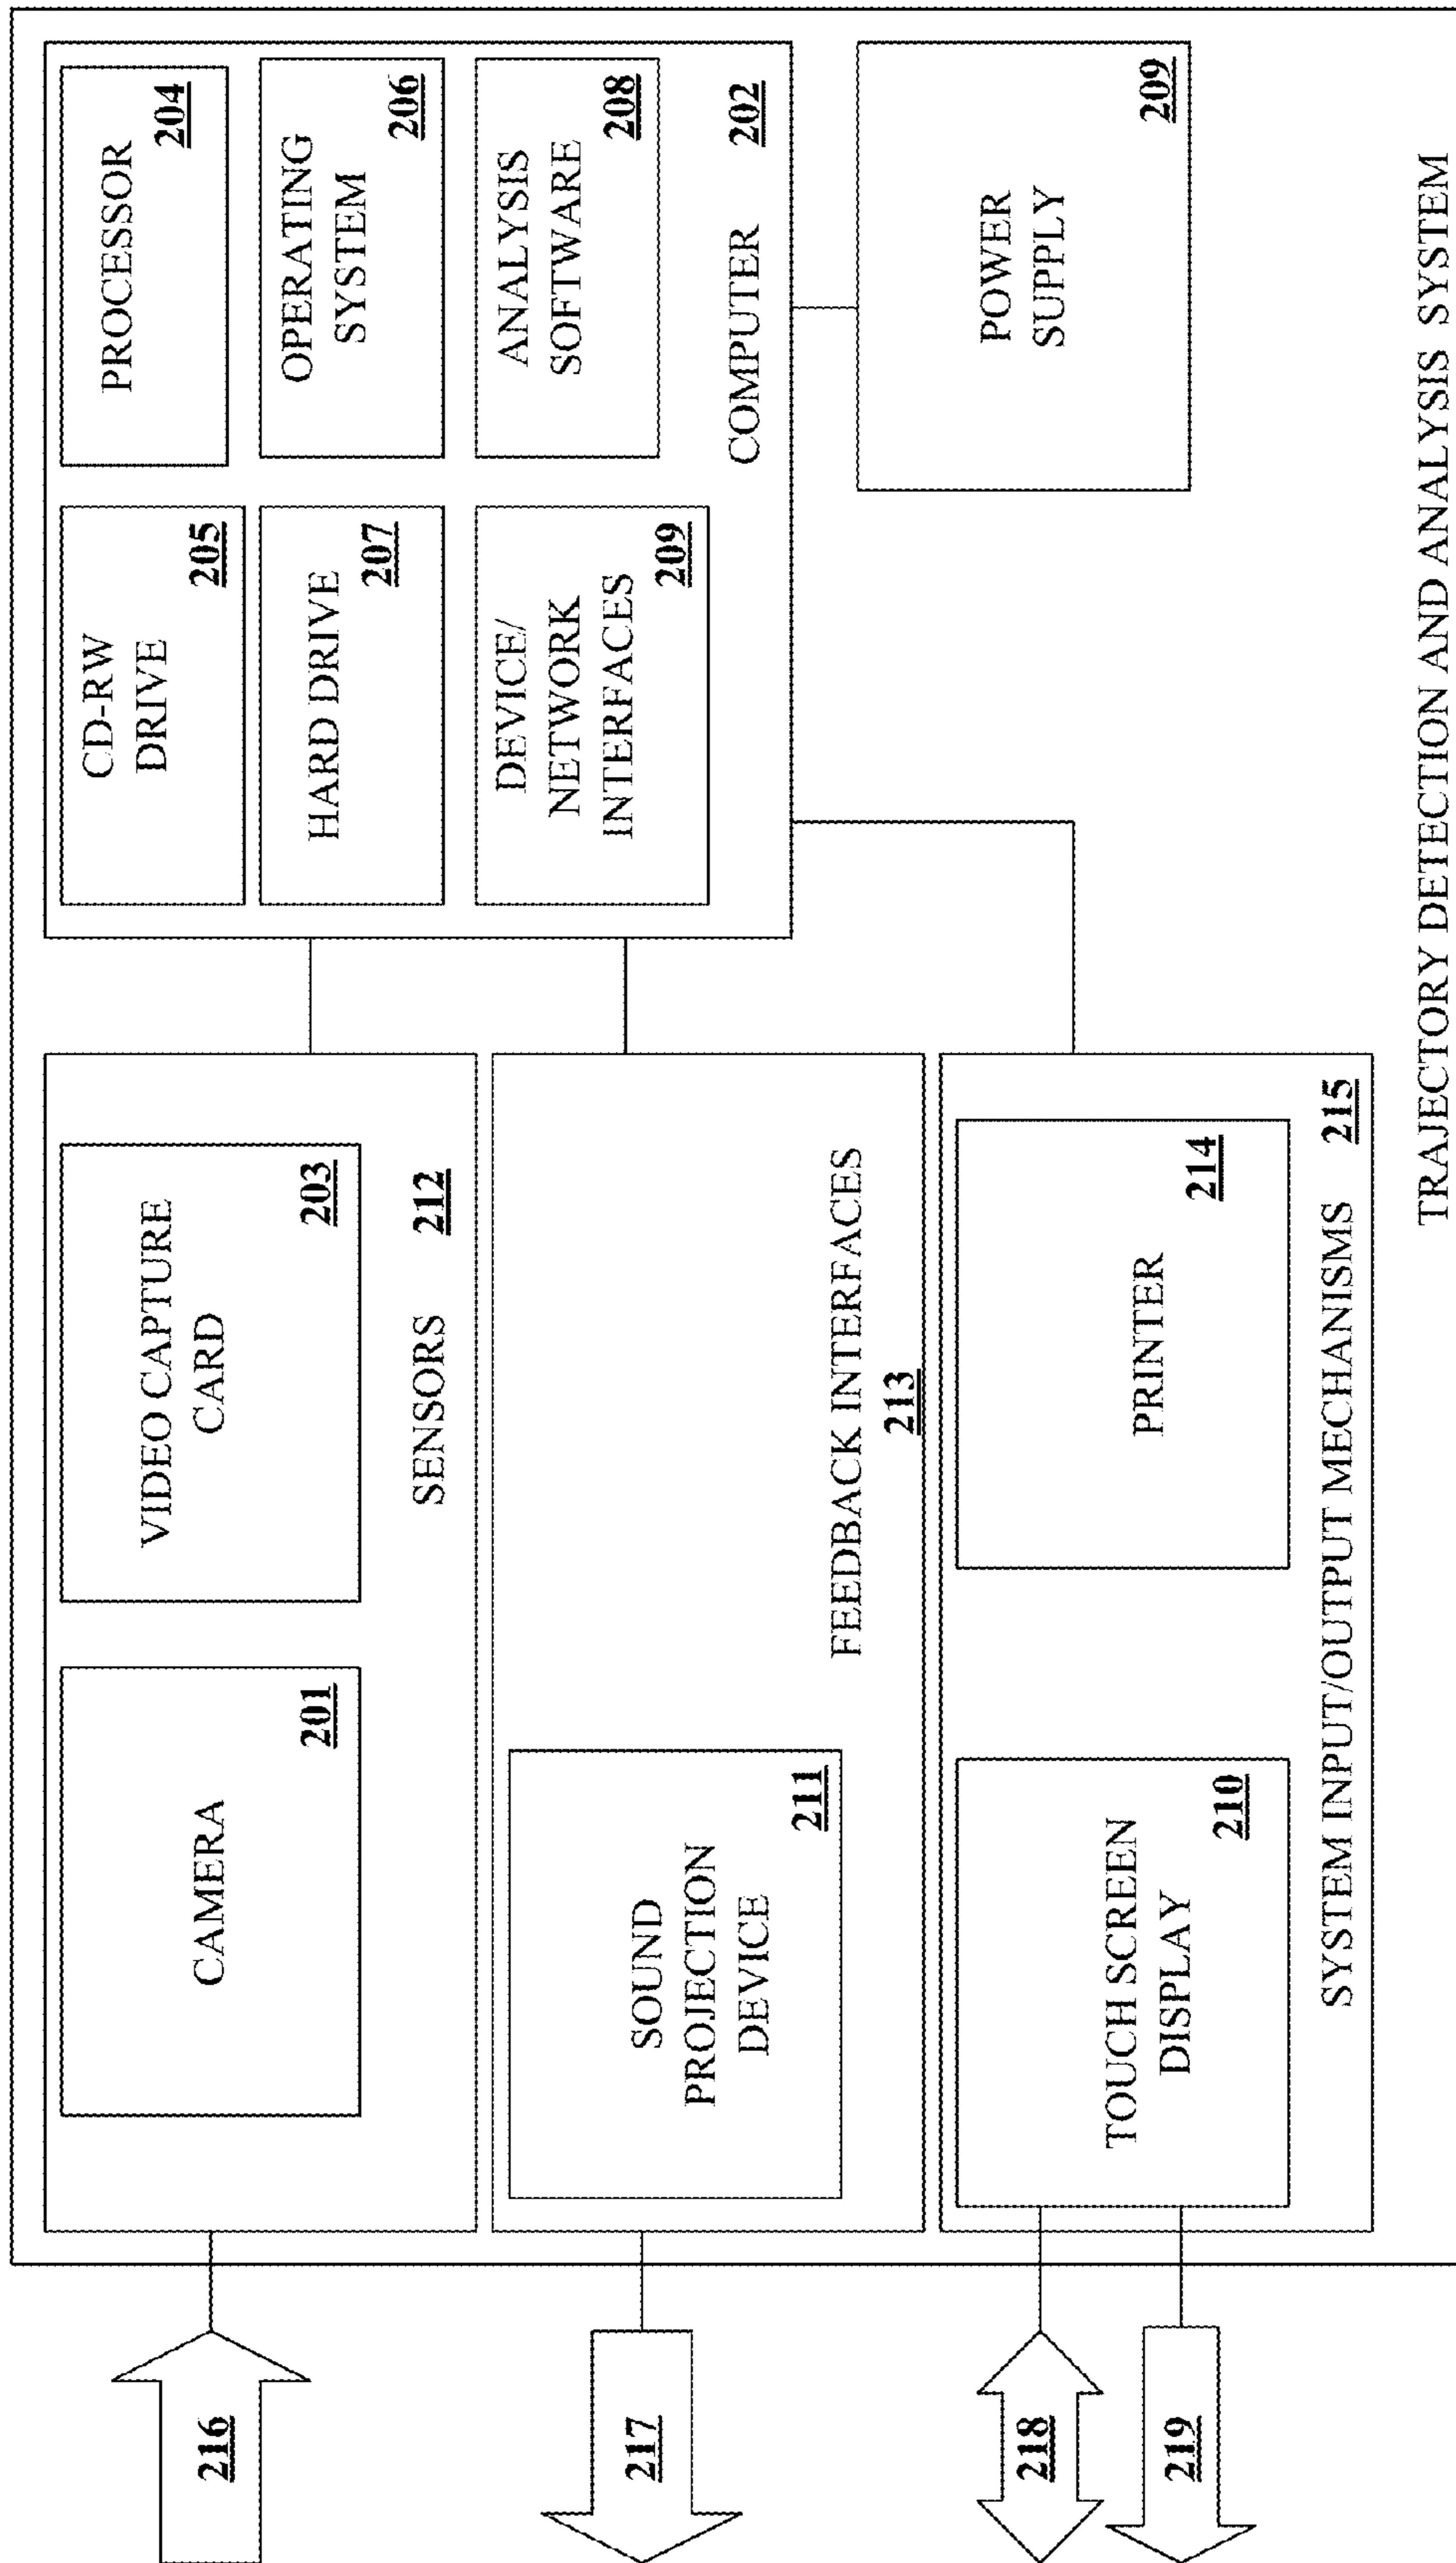 216
CAMERA
201
VIDEO CAPTURE
CARD
203
SENSORS
212
217
SOUND
PROJECTION
DEVICE
211
FEEDBACK INTERFACES
213
218
219
TOUCH SCREEN
DISPLAY
210
PRINTER
214
SYSTEM INPUT/OUTPUT MECHANISMS
215
CD-RW
DRIVE
205
PROCESSOR
204
HARD DRIVE
207
OPERATING
SYSTEM
206
DEVICE/
NETWORK
INTERFACES
209
ANALYSIS
SOFTWARE
208
COMPUTER
202
POWER
SUPPLY
209
TRAJECTORY DETECTION AND ANALYSIS SYSTEM